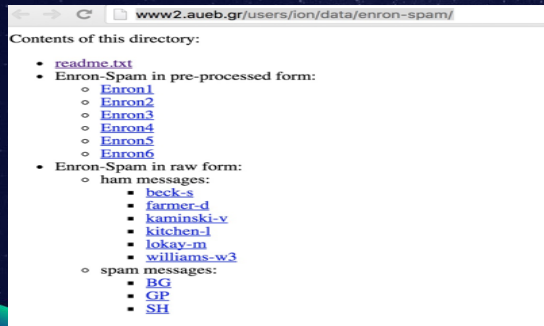 www2.aueb.gr/users/ion/data/enron-spam/
Contents of this directory:
readme.txt
Enron-Spam in pre-processed form:
Enron1
Enron2
Enron3
Enron4
Enron5
Enron6
Enron-Spam in raw form:
ham messages:
beck-s
farmer-d
kaminski-v
kitchen-l
lokay-m
williams-w3
spam messages:
BG
GP
SH